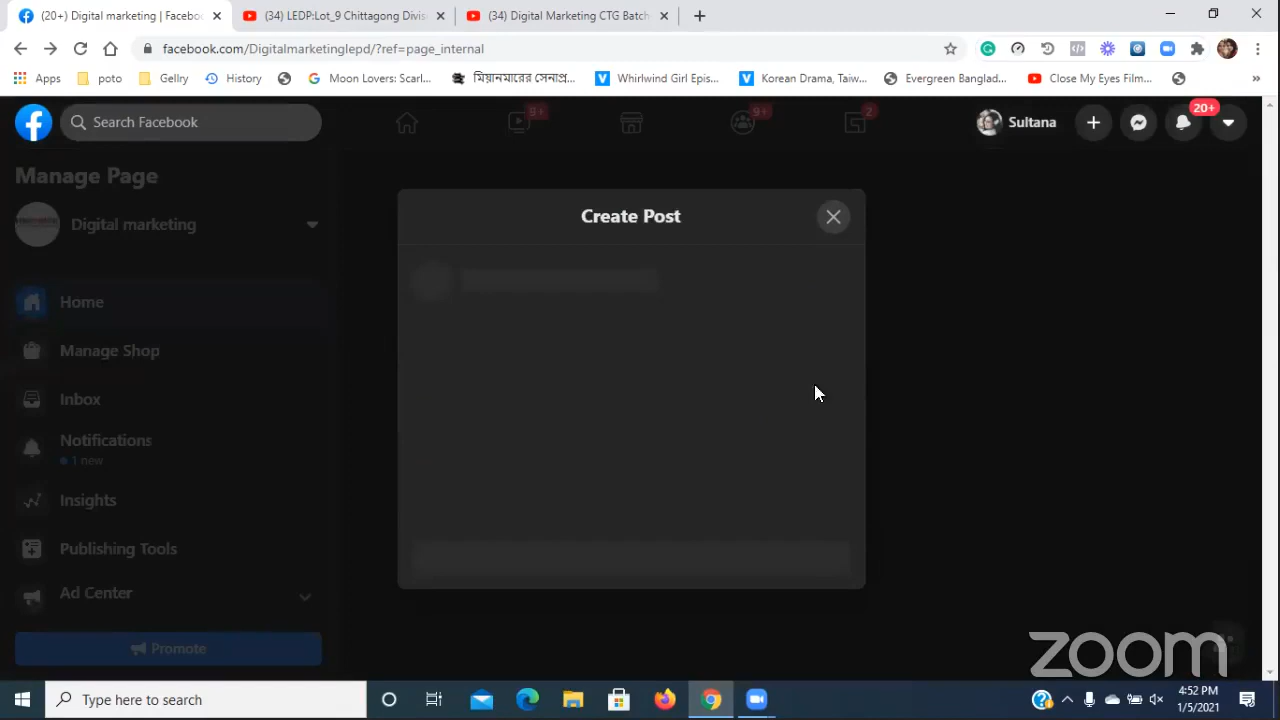 (20+) Digital marketing | Facebo
(34) LEDP:Lot_9 Chittagong Divis
(34) Digital Marketing CTG Batch
facebook.com/Digitalmarketinglepd/?ref=page_internal
Apps
poto
Gellry
History
Moon Lovers: Scarl...
মিয়ানমারের সেনাপ্র...
Whirlwind Girl Epis...
Korean Drama, Taiw...
Evergreen Banglad...
Close My Eyes Film...
Search Facebook
9+
9+
2
Sultana
20+
Manage Page
Digital marketing
Create Post
Home
Manage Shop
Inbox
Notifications
1 new
Insights
Publishing Tools
Ad Center
Promote
zoom
Type here to search
4:52 PM
1/5/2021